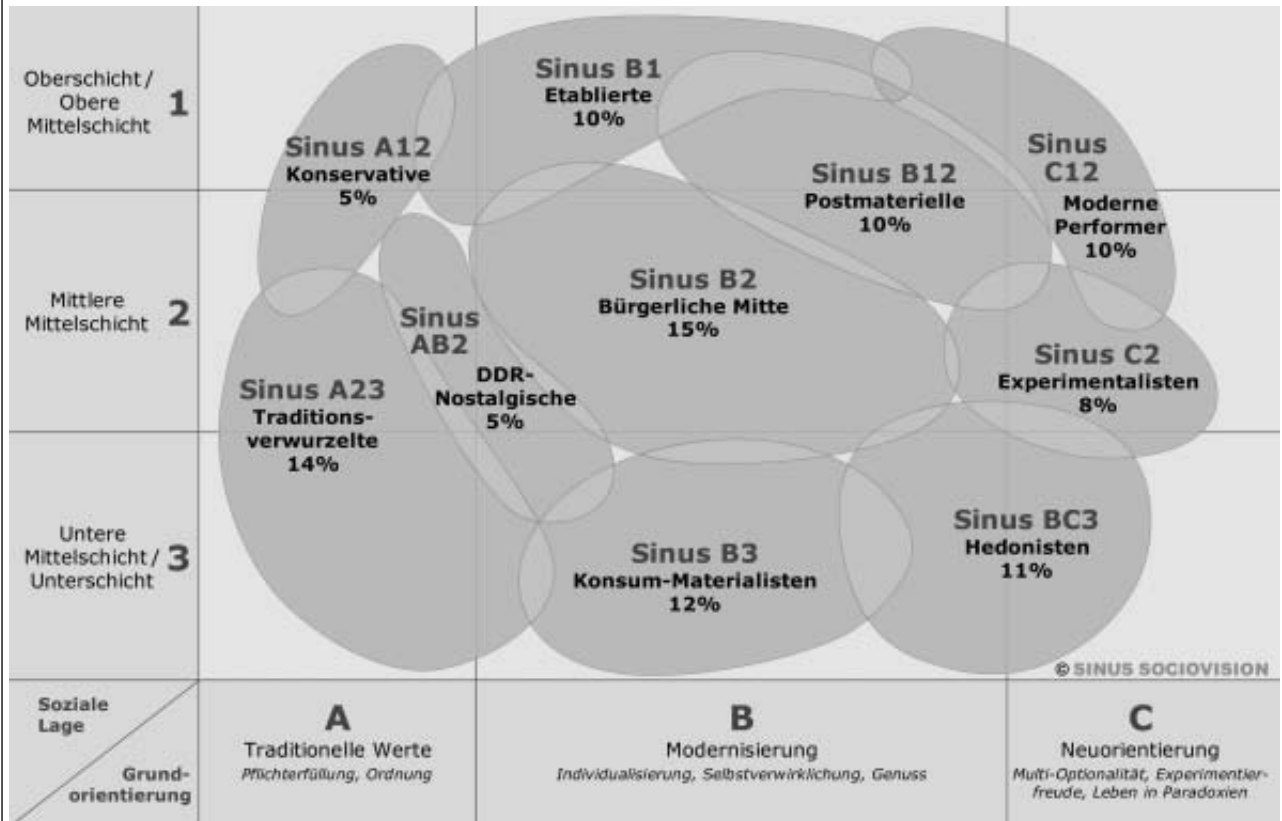 Oberschicht /
Obere
Mittelschicht
1
Sinus B1
Etablierte
10%
Sinus A12
Konservative
5%
Sinus B12
Postmaterielle
10%
Sinus
C12
Moderne
Performer
10%
Mittlere
Mittelschicht
2
Sinus B2
Bürgerliche Mitte
15%
Sinus
AB2
DDR-
Nostalgische
5%
Sinus A23
Traditions-
verwurzelte
14%
Sinus C2
Experimentalisten
8%
Untere
Mittelschicht /
Unterschicht
3
Sinus B3
Konsum-Materialisten
12%
Sinus BC3
Hedonisten
11%
© SINUS SOCIOVISION
Soziale
Lage
Grund-
orientierung
A
Traditionelle Werte
Pflichterfüllung, Ordnung
B
Modernisierung
Individualisierung, Selbstverwirklichung, Genuss
C
Neuorientierung
Multi-Optionalität, Experimentier-
freude, Leben in Paradoxien